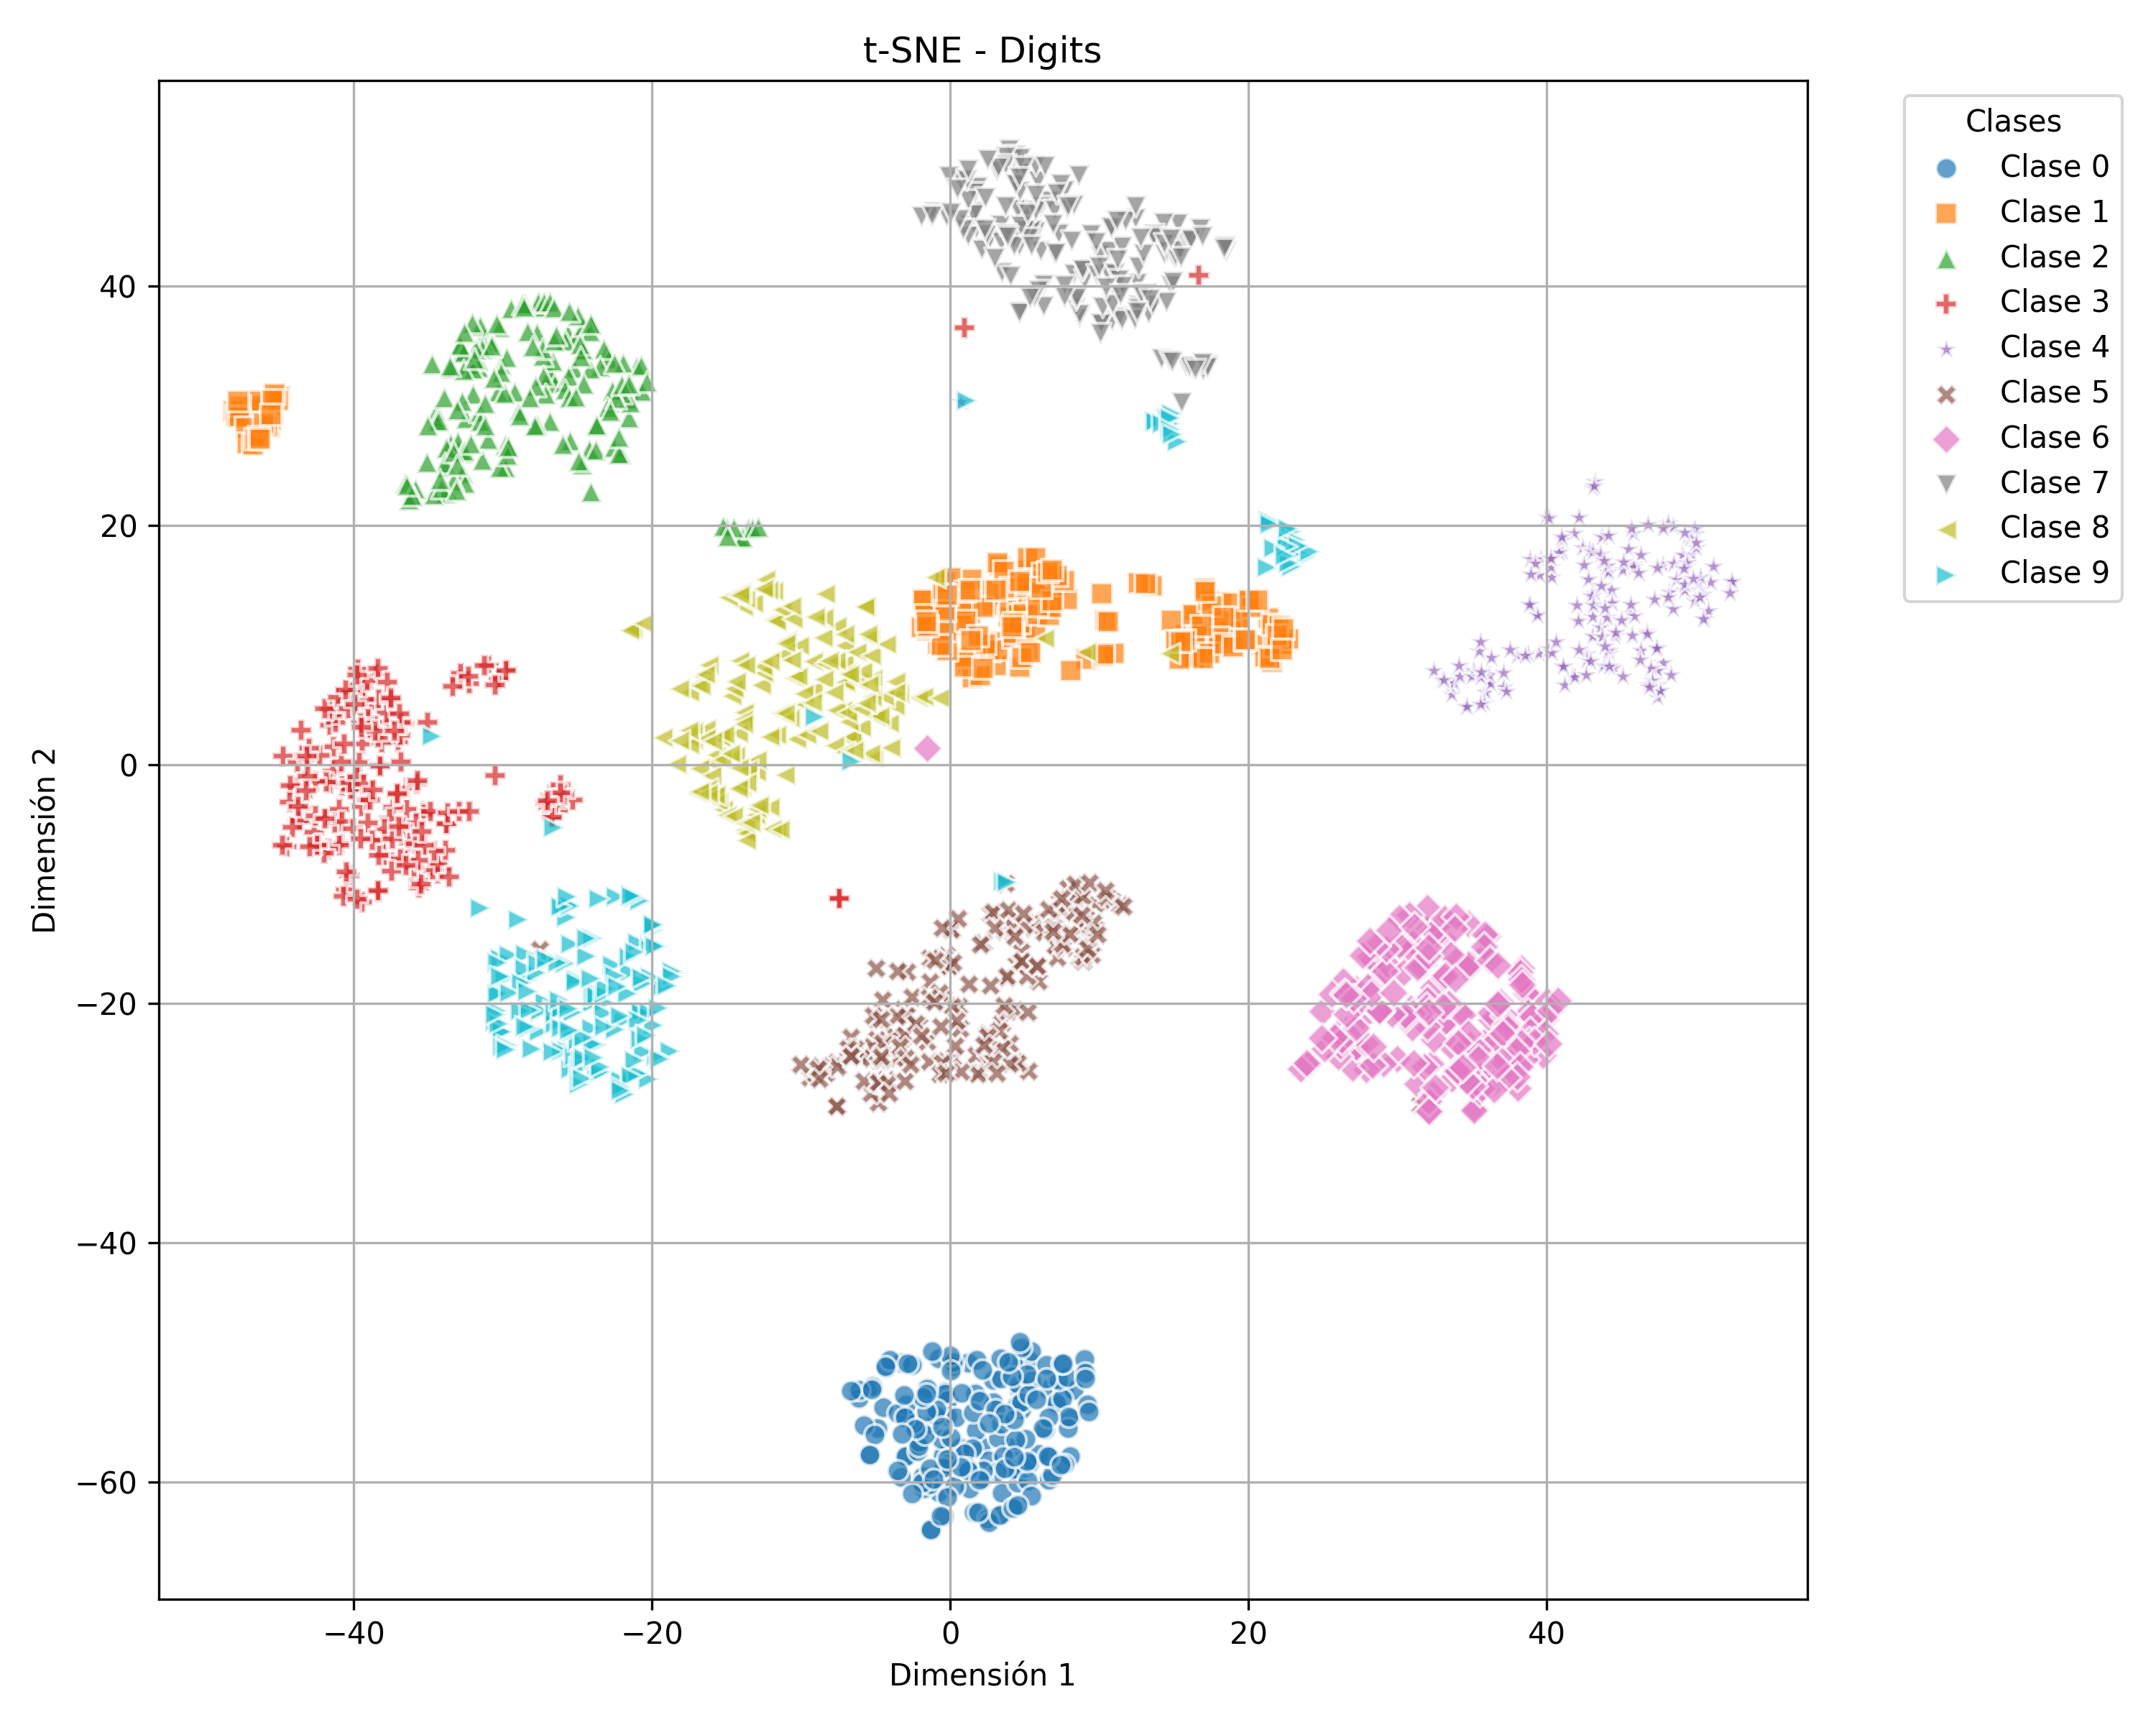 t-SNE - Digits
Clases
Clase 0
Clase 1
Clase 2
Clase 3
Clase 4
Clase 5
Clase 6
Clase 7
Clase 8
Clase 9
Dimensión 2
40
20
0
−20
−40
−60
−40
−20
0
20
40
Dimensión 1